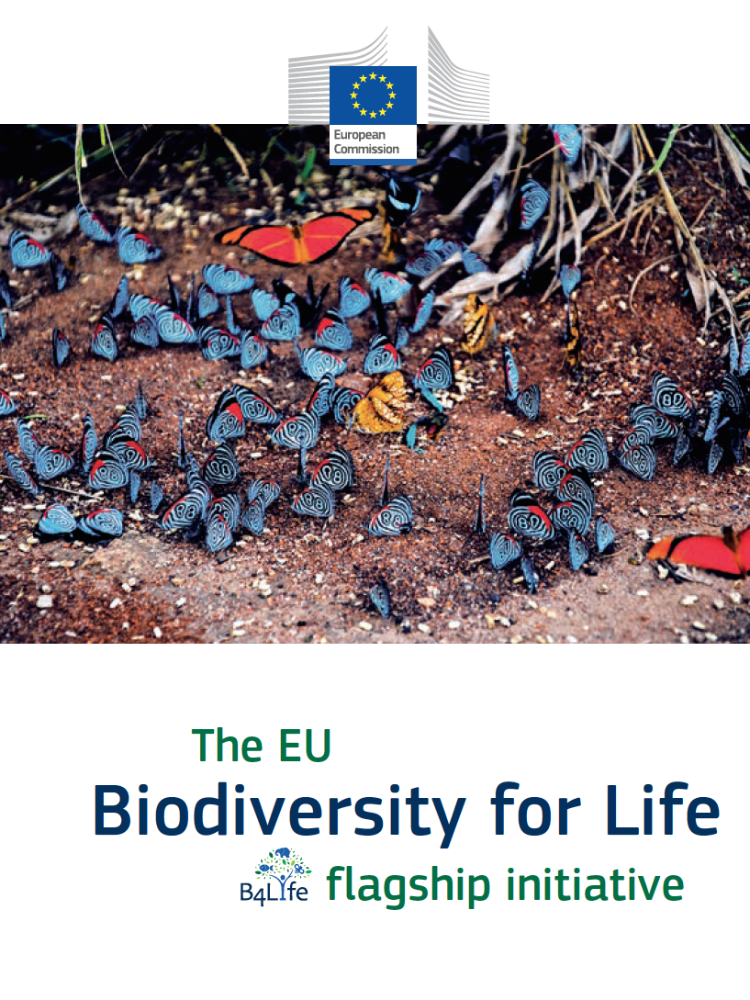 European
Commission
The EU
Biodiversity for Life
B4Life
flagship initiative